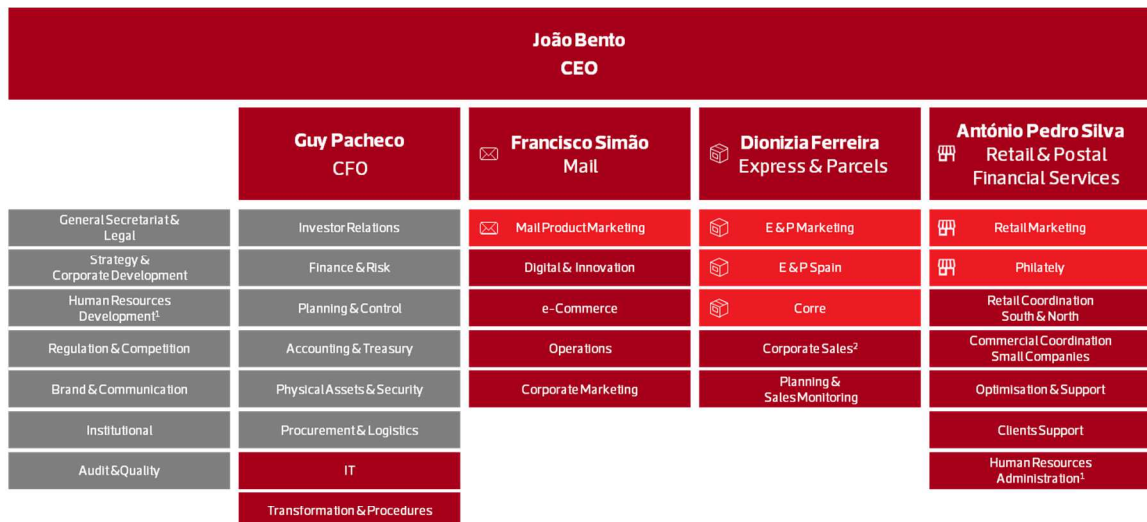 João Bento
CEO
Guy Pacheco
CFO
Francisco Simão
Mail
Dionizia Ferreira
Express & Parcels
António Pedro Silva
Retail & Postal
Financial Services
General Secretariat &
Legal
Strategy &
Corporate Development
Human Resources
Development¹
Regulation & Competition
Brand & Communication
Institutional
Audit & Quality
Investor Relations
Finance & Risk
Planning & Control
Accounting & Treasury
Physical Assets & Security
Procurement & Logistics
IT
Transformation & Procedures
Mail Product Marketing
Digital & Innovation
e-Commerce
Operations
Corporate Marketing
E & P Marketing
E & P Spain
Corre
Corporate Sales²
Planning &
Sales Monitoring
Retail Marketing
Philately
Retail Coordination
South & North
Commercial Coordination
Small Companies
Optimisation & Support
Clients Support
Human Resources
Administration¹